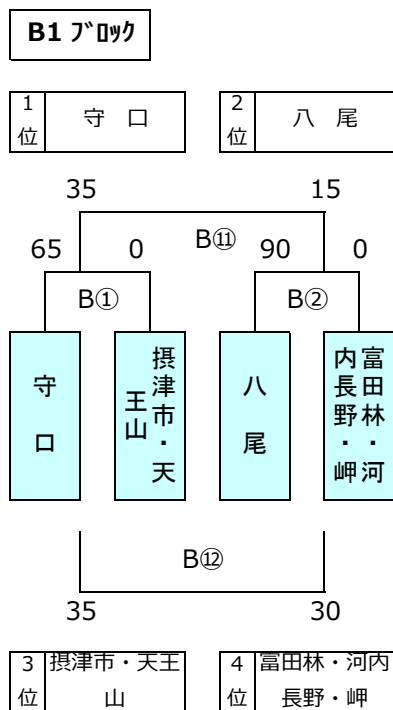 B1 ﾌﾞﾛｯｸ
1位 守　口
2位 八　尾
35 15
B⑪
65 0 90 0
B① B②
守口
摂津市・天王山
八尾
富田林・河内長野・岬
B⑫
35 30
3位 摂津市・天王山
4位 富田林・河内長野・岬